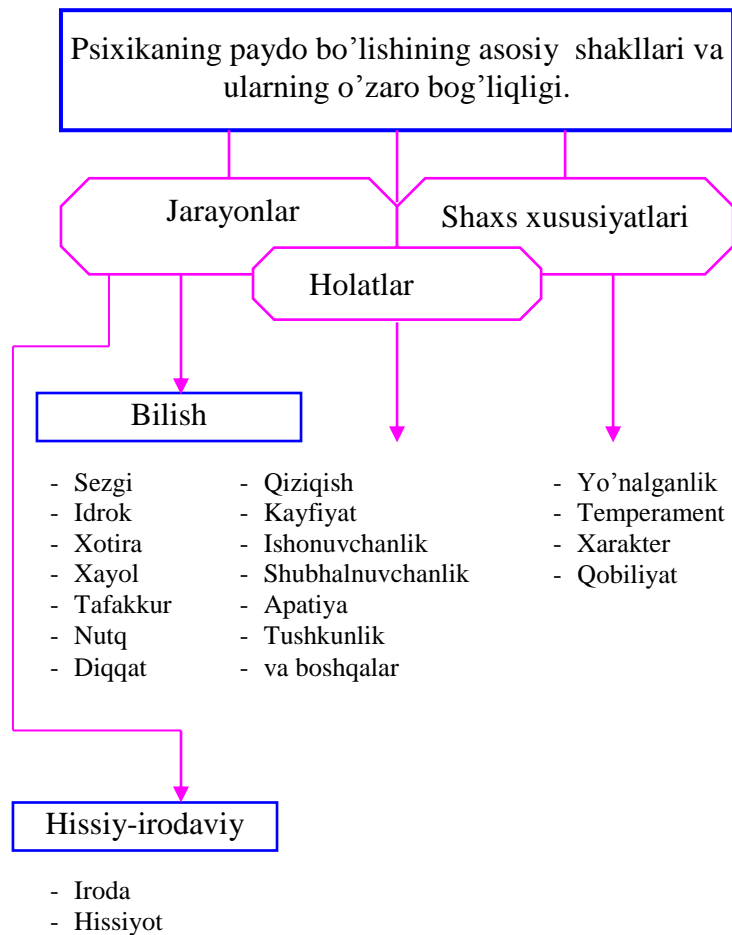 Psixikaning paydo bo’lishining asosiy shakllari va
ularning o’zaro bog’liqligi.
Jarayonlar
Shaxs xususiyatlari
Holatlar
Bilish
- Sezgi
- Idrok
- Xotira
- Xayol
- Tafakkur
- Nutq
- Diqqat
- Qiziqish
- Kayfiyat
- Ishonuvchanlik
- Shubhalnuvchanlik
- Apatiya
- Tushkunlik
- va boshqalar
- Yo’nalganlik
- Temperament
- Xarakter
- Qobiliyat
Hissiy-irodaviy
- Iroda
- Hissiyot